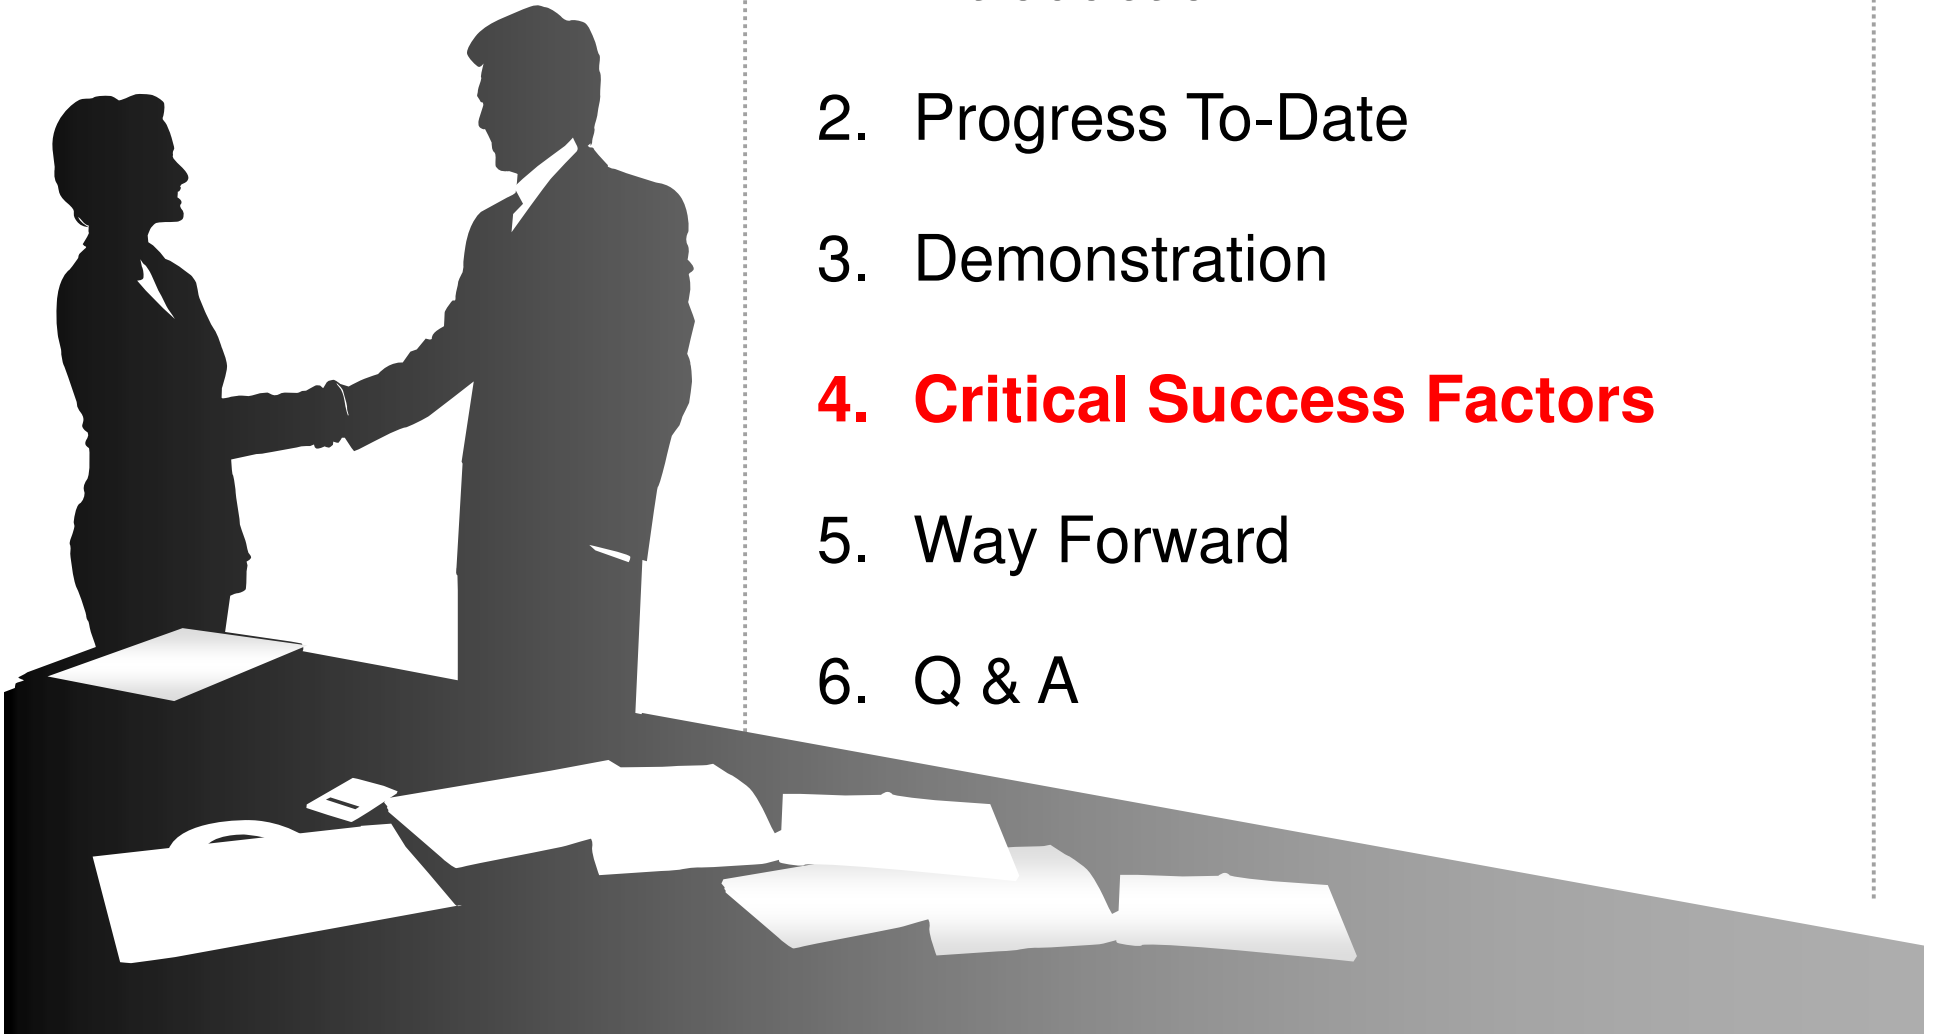 2. Progress To-Date
3. Demonstration
4. Critical Success Factors
5. Way Forward
6. Q & A